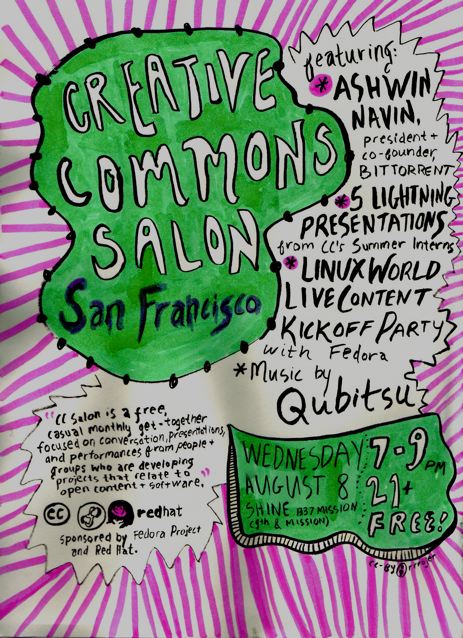 CREATIVE
COMMONS
SALON
San Francisco
featuring:
* ASHWIN
NAVIN,
president +
co-founder,
BITTORRENT
* 5 LIGHTNING
PRESENTATIONS
from CC's Summer Interns
* LINUXWORLD
LIVECONTENT
KICKOFF PARTY
with Fedora
* Music by
Qubitsu
"CC Salon is a free,
casual monthly get-together
focused on conversation, presentations,
and performances from people +
groups who are developing
projects that relate to
open content + software."
cc
redhat
sponsored by Fedora Project
and Red Hat.
WEDNESDAY
AUGUST 8
SHINE 1337 MISSION
(9th & MISSION)
7-9 PM
21+
FREE!
cc-by